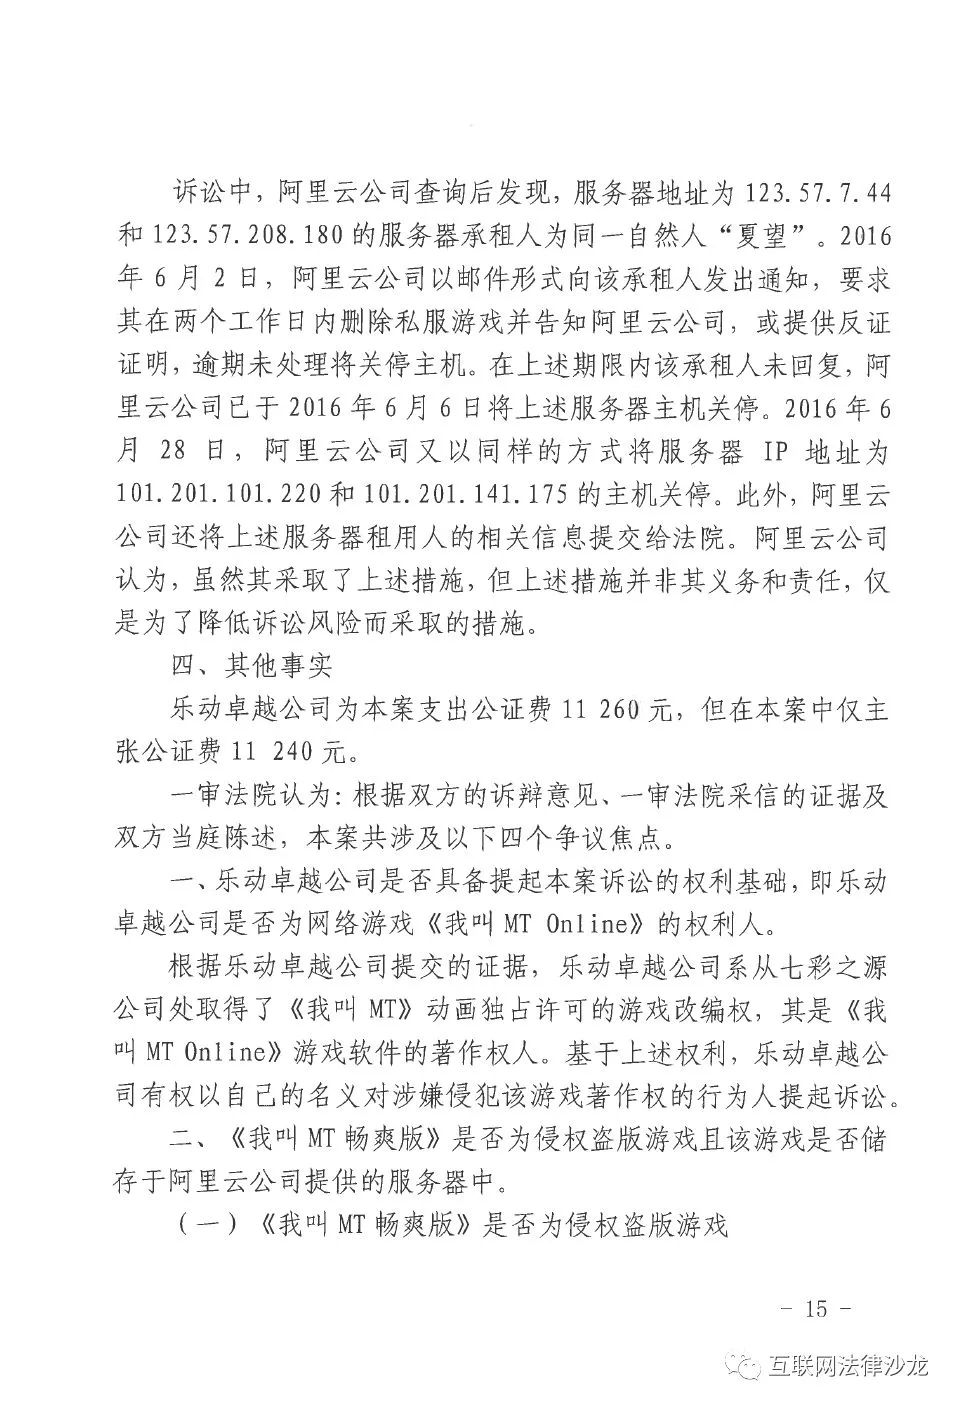 诉讼中，阿里云公司查询后发现，服务器地址为 123.57.7.44
和 123.57.208.180 的服务器承租人为同一自然人“夏望”。2016
年 6 月 2 日，阿里云公司以邮件形式向该承租人发出通知，要求
其在两个工作日内删除私服游戏并告知阿里云公司，或提供反证
证明，逾期未处理将关停主机。在上述期限内该承租人未回复，阿
里云公司已于 2016 年 6 月 6 日将上述服务器主机关停。2016 年 6
月 28 日，阿里云公司又以同样的方式将服务器 IP 地址为
101.201.101.220 和 101.201.141.175 的主机关停。此外，阿里云
公司还将上述服务器租用人的相关信息提交给法院。阿里云公司
认为，虽然其采取了上述措施，但上述措施并非其义务和责任，仅
是为了降低诉讼风险而采取的措施。
四、其他事实
乐动卓越公司为本案支出公证费 11 260 元，但在本案中仅主
张公证费 11 240 元。
一审法院认为：根据双方的诉辩意见、一审法院采信的证据及
双方当庭陈述，本案共涉及以下四个争议焦点。
一、乐动卓越公司是否具备提起本案诉讼的权利基础，即乐动
卓越公司是否为网络游戏《我叫 MT Online》的权利人。
根据乐动卓越公司提交的证据，乐动卓越公司系从七彩之源
公司处取得了《我叫 MT》动画独占许可的游戏改编权，其是《我
叫 MT Online》游戏软件的著作权人。基于上述权利，乐动卓越公
司有权以自己的名义对涉嫌侵犯该游戏著作权的行为人提起诉讼。
二、《我叫 MT 畅爽版》是否为侵权盗版游戏且该游戏是否储
存于阿里云公司提供的服务器中。
（一）《我叫 MT 畅爽版》是否为侵权盗版游戏
- 15 -
互联网法律沙龙